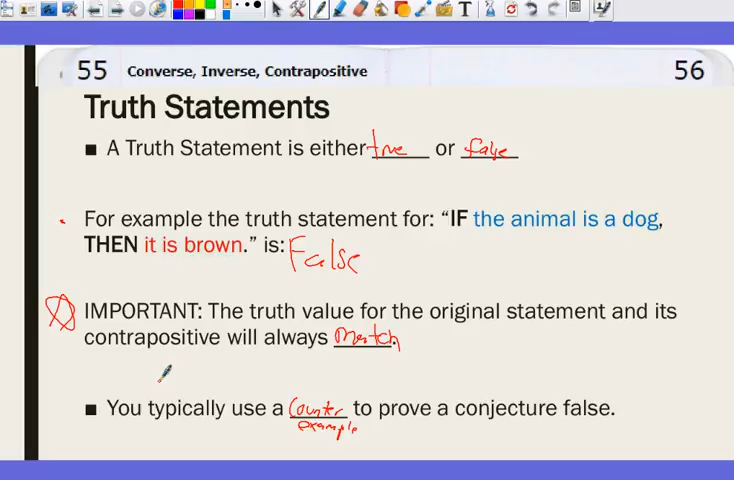 55 Converse, Inverse, Contrapositive 56
Truth Statements
■ A Truth Statement is either true or false
For example the truth statement for: “IF the animal is a dog,
THEN it is brown.” is: False
IMPORTANT: The truth value for the original statement and its
contrapositive will always match.
■ You typically use a counter to prove a conjecture false.
example